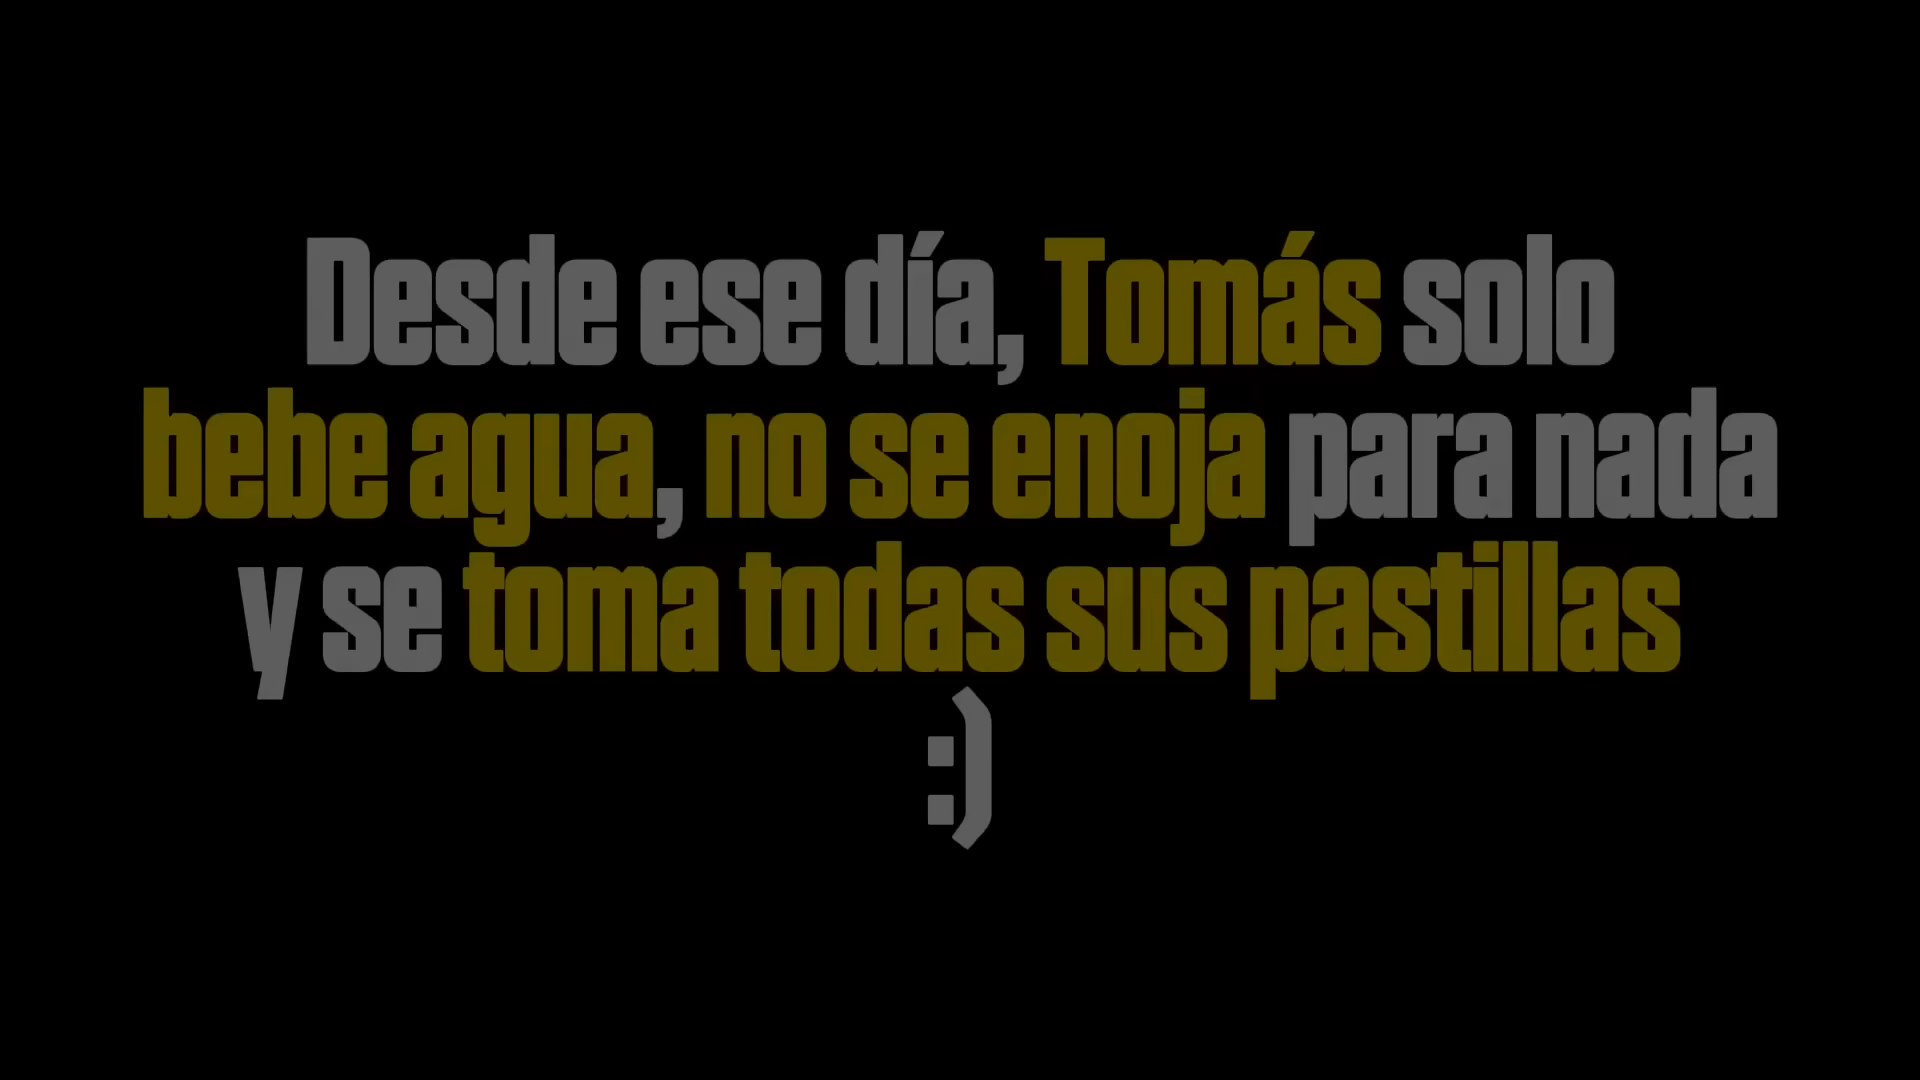 Desde ese día, Tomás solo
bebe agua, no se enoja para nada
y se toma todas sus pastillas
:)